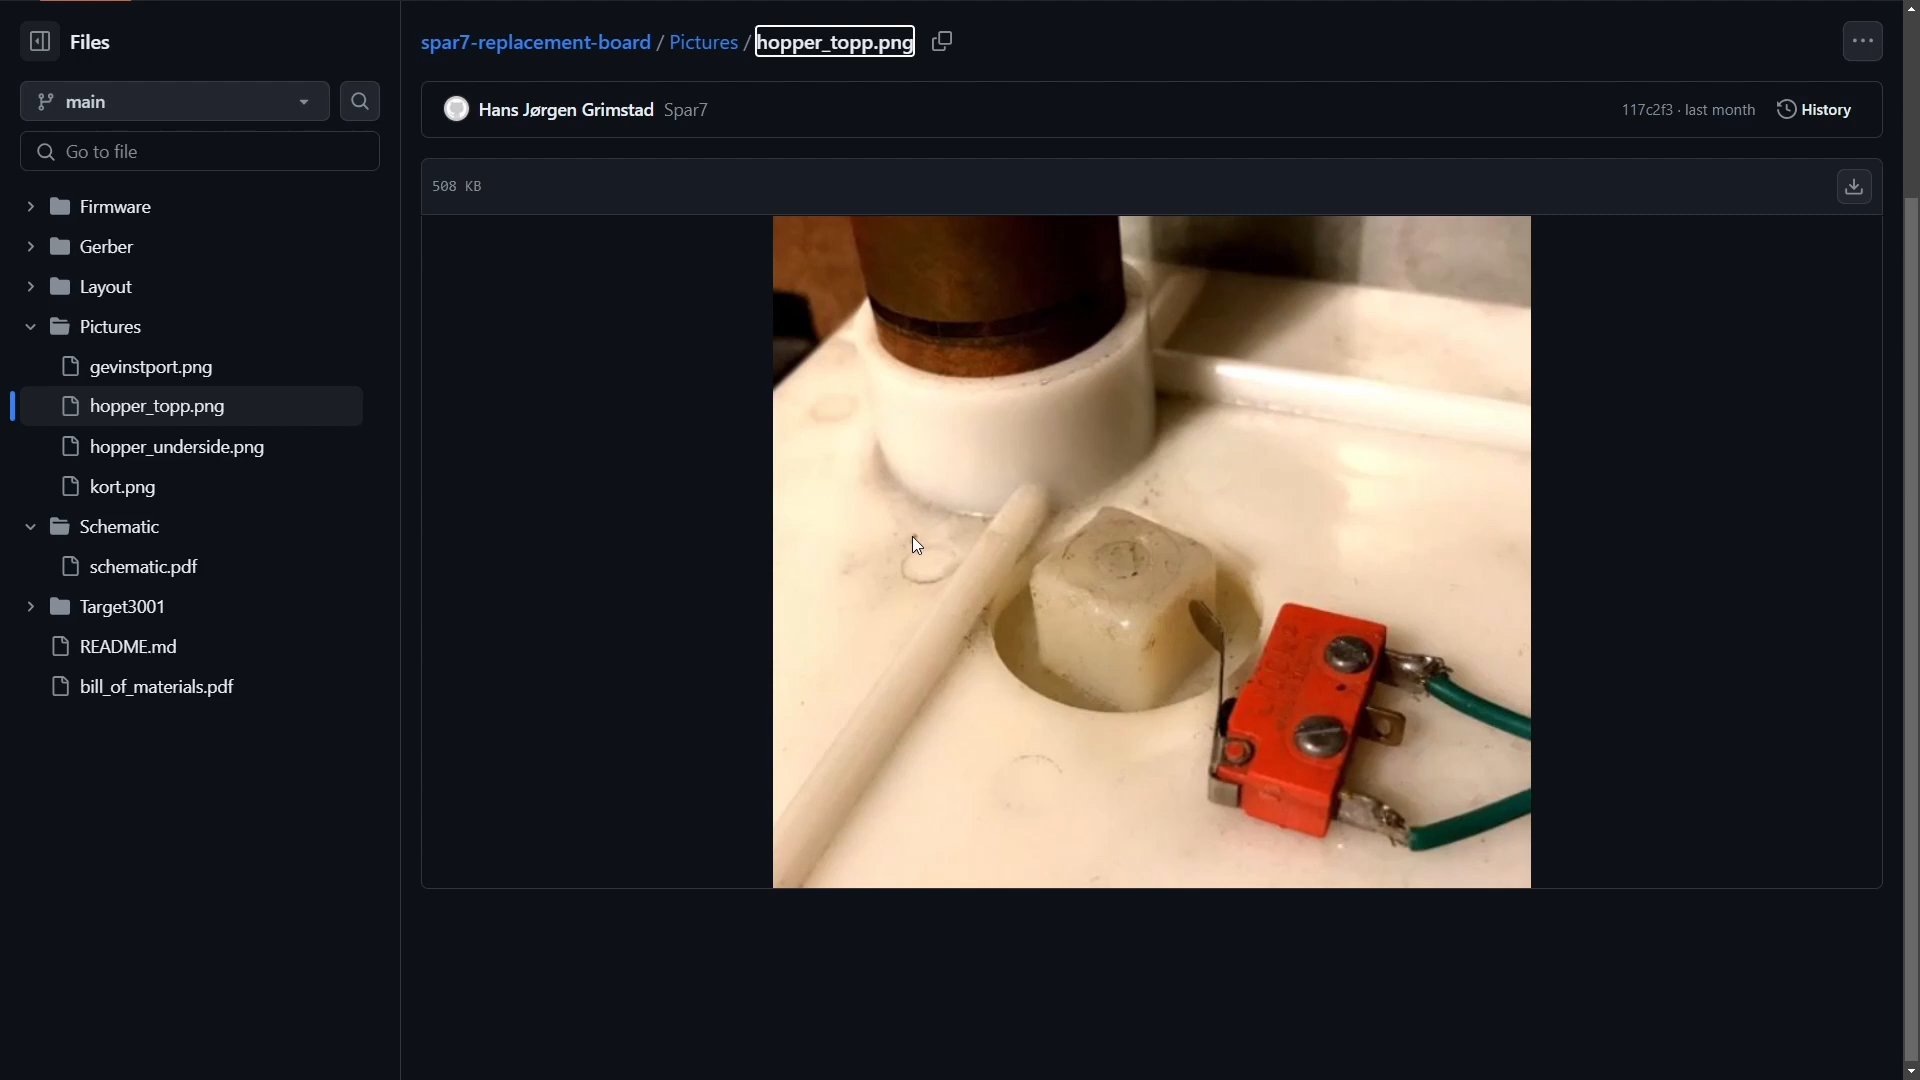 Files
spar7-replacement-board / Pictures / hopper_topp.png
main
Hans Jørgen Grimstad Spar7
117c2f3 · last month
History
Go to file
508 KB
Firmware
Gerber
Layout
Pictures
gevinstport.png
hopper_topp.png
hopper_underside.png
kort.png
Schematic
schematic.pdf
Target3001
README.md
bill_of_materials.pdf